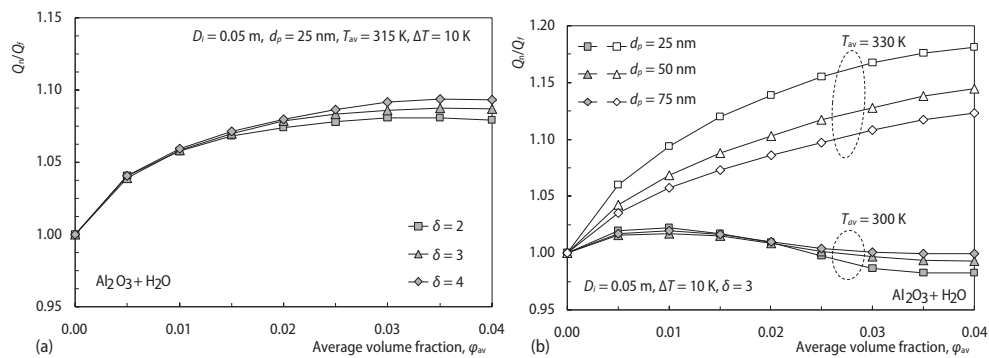 1.15
Qn/Qf
Di = 0.05 m, dp = 25 nm, Tav = 315 K, ΔT = 10 K
1.10
1.05
1.00
δ = 2
δ = 3
Al2O3 + H2O
δ = 4
0.95
0.00 0.01 0.02 0.03 0.04
(a) Average volume fraction, φav
1.20
Qn/Qf
dp = 25 nm
Tav = 330 K
dp = 50 nm
1.15
dp = 75 nm
1.10
1.05
Tav = 300 K
1.00
Di = 0.05 m, ΔT = 10 K, δ = 3
Al2O3 + H2O
0.95
0.00 0.01 0.02 0.03 0.04
(b) Average volume fraction, φav